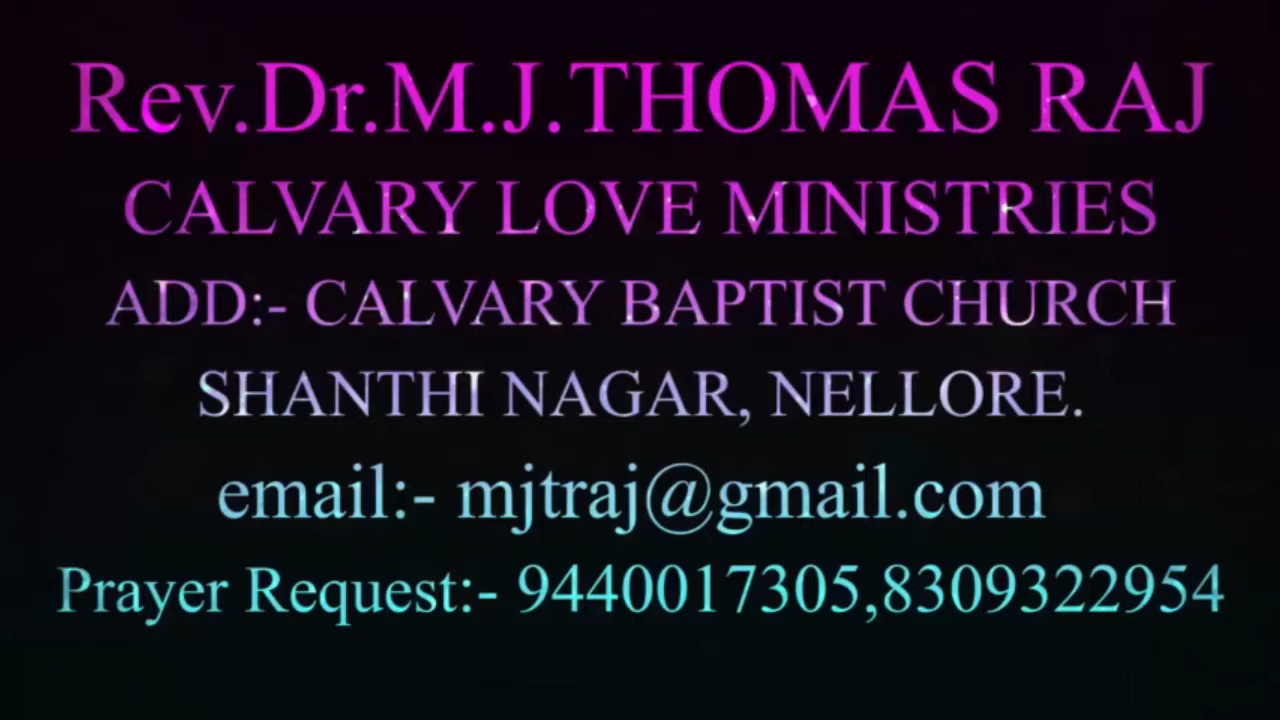 Rev.Dr.M.J.THOMAS RAJ
CALVARY LOVE MINISTRIES
ADD:- CALVARY BAPTIST CHURCH
SHANTHI NAGAR, NELLORE.
email:- mjtraj@gmail.com
Prayer Request:- 9440017305,8309322954